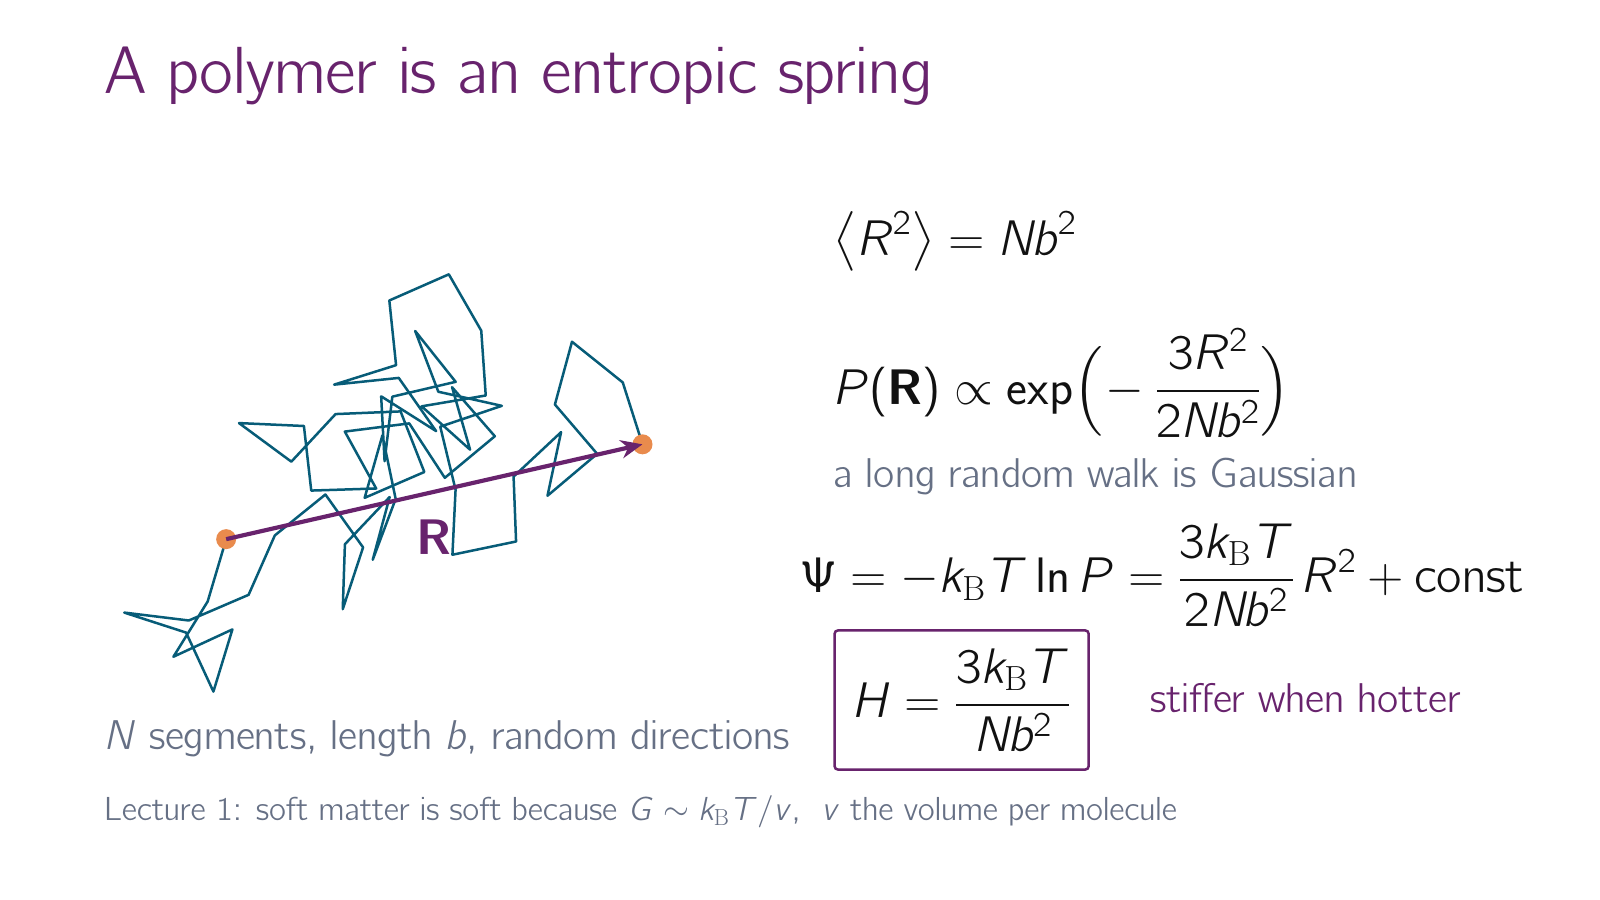 A polymer is an entropic spring
⟨R²⟩ = Nb²
P(𝐑) ∝ exp(− 3R² / 2Nb²)
a long random walk is Gaussian
Ψ = −k_B T ln P = (3k_B T / 2Nb²) R² + const
H = 3k_B T / Nb²
stiffer when hotter
R
N segments, length b, random directions
Lecture 1: soft matter is soft because G ∼ k_B T/v, v the volume per molecule